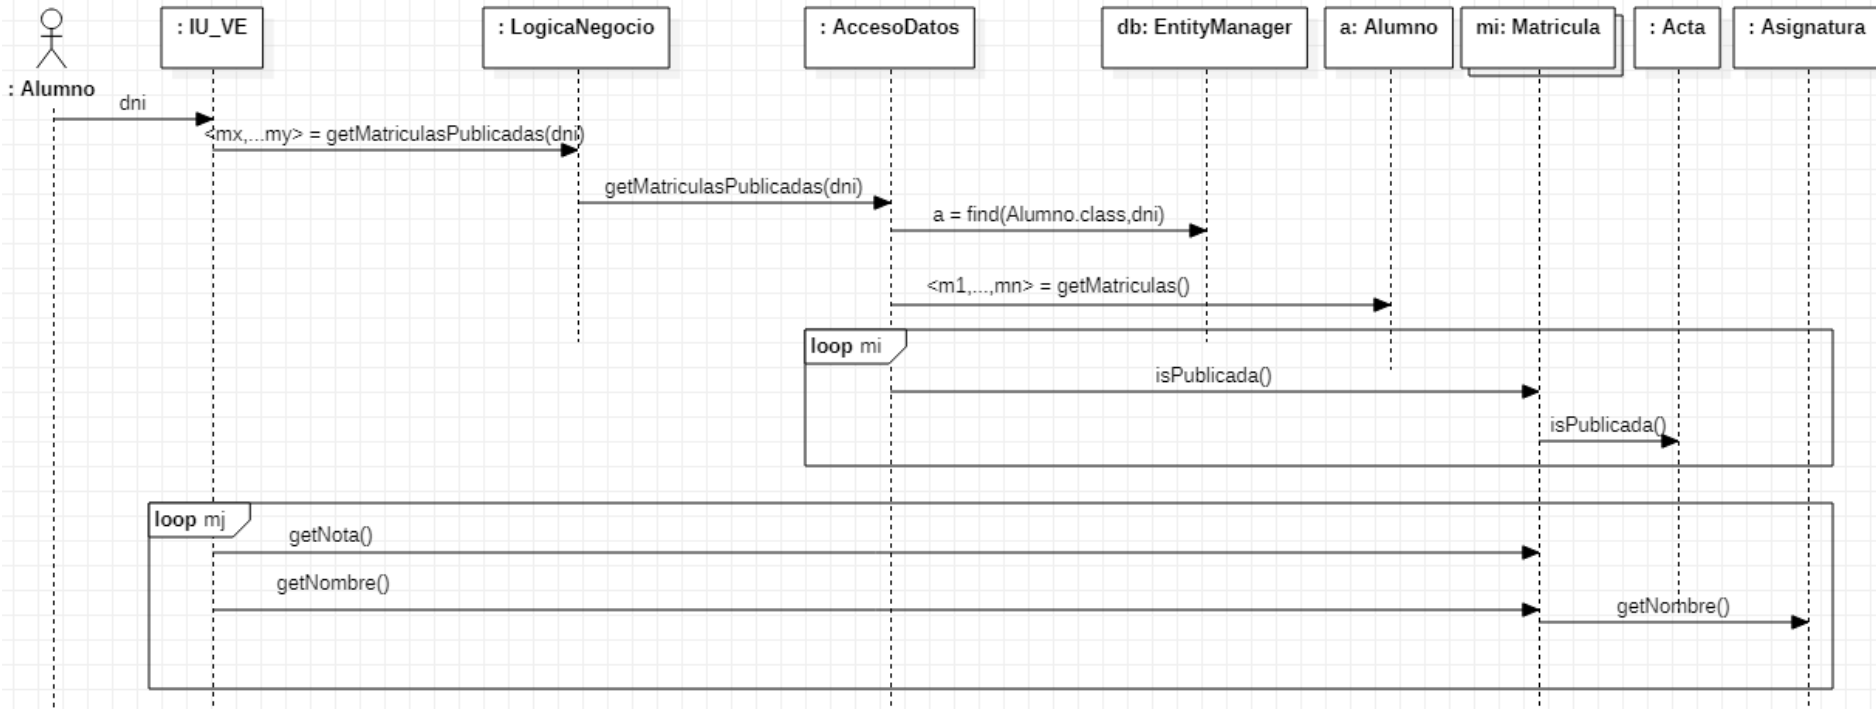 : IU_VE
: LogicaNegocio
: AccesoDatos
db: EntityManager
a: Alumno
mi: Matricula
: Acta
: Asignatura
: Alumno
dni
<mx,...my> = getMatriculasPublicadas(dni)
getMatriculasPublicadas(dni)
a = find(Alumno.class,dni)
<m1,...,mn> = getMatriculas()
loop mi
isPublicada()
isPublicada()
loop mj
getNota()
getNombre()
getNombre()